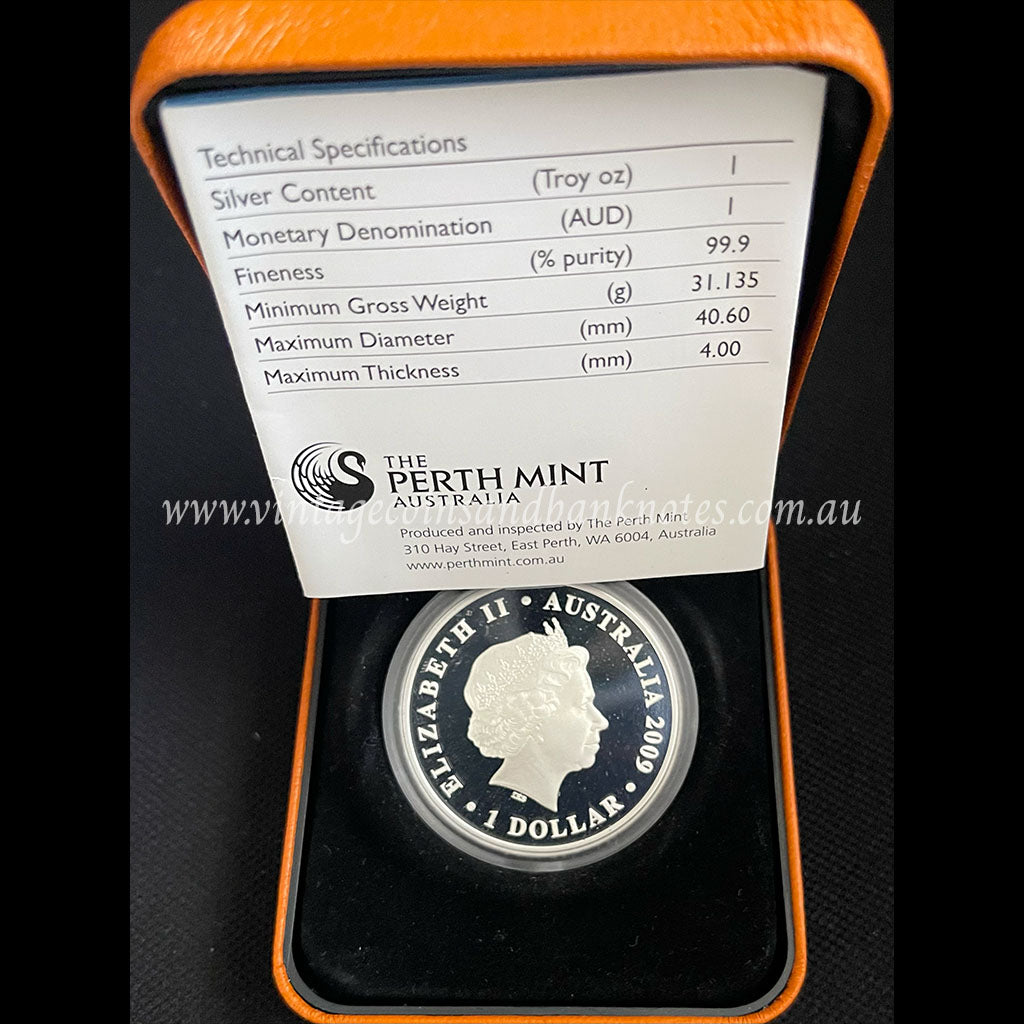 Technical Specifications
Silver Content (Troy oz) 1
Monetary Denomination (AUD) 1
Fineness (% purity) 99.9
Minimum Gross Weight (g) 31.135
Maximum Diameter (mm) 40.60
Maximum Thickness (mm) 4.00
THE
PERTH MINT
AUSTRALIA
www.vintagecoinsandbanknotes.com.au
Produced and inspected by The Perth Mint
310 Hay Street, East Perth, WA 6004, Australia
www.perthmint.com.au
ELIZABETH II • AUSTRALIA 2009 •
1 DOLLAR •